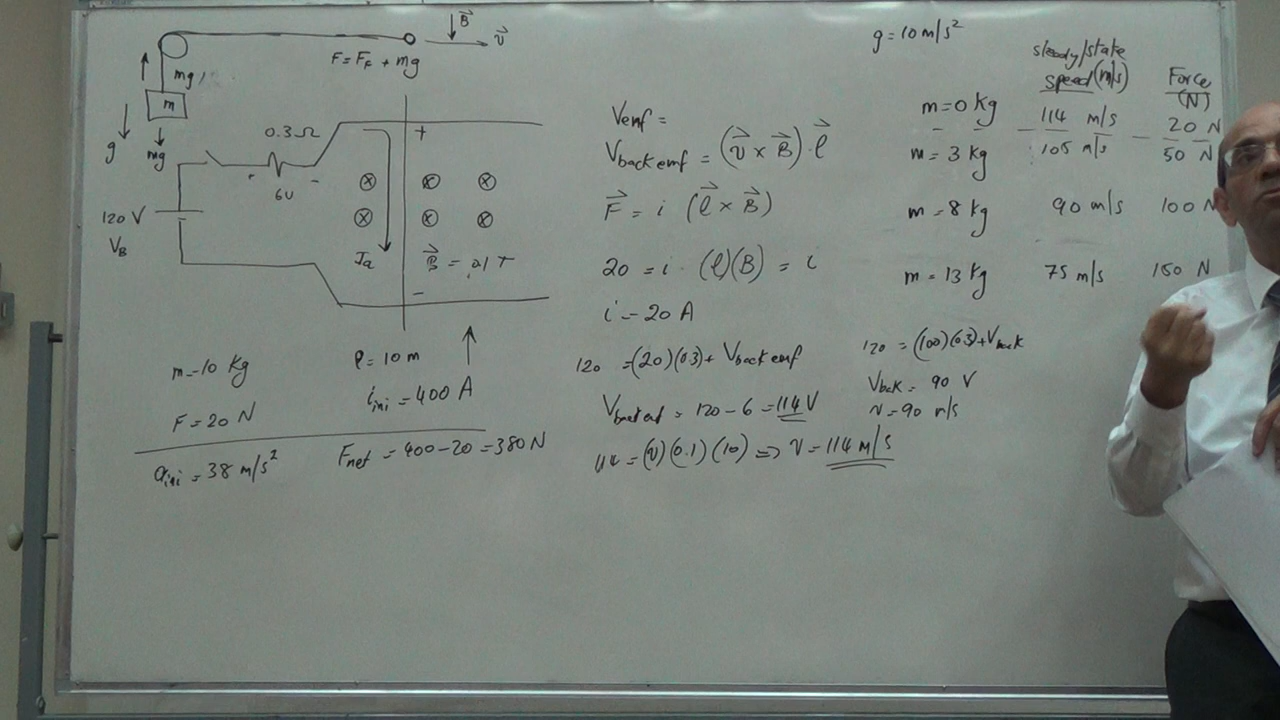 B v
F = F_F + mg
mg
m
g mg
0.3 Ω
6V
+ -
120 V
V_B
⊗ ⊗ ⊗
⊗ ⊗ ⊗
+
-
B = 0.1 T
l = 10 m
i_ini = 400 A
m = 10 kg
F = 20 N
a_ini = 38 m/s²
F_net = 400 - 20 = 380 N
V_emf =
V_back emf = (v × B) · l
F = i (l × B)
20 = i · (l)(B) = i
i = 20 A
120 = (20)(0.3) + V_back emf
V_back emf = 120 - 6 = 114 V
114 = (v)(0.1)(10) ⇒ v = 114 m/s
g = 10 m/s²
steady/state
speed (m/s) Force (N)
m = 0 kg 114 m/s 20 N
m = 3 kg 105 m/s 50 N
m = 8 kg 90 m/s 100 N
m = 13 kg 75 m/s 150 N
120 = (100)(0.3) + V_back
V_back = 90 V
v = 90 m/s